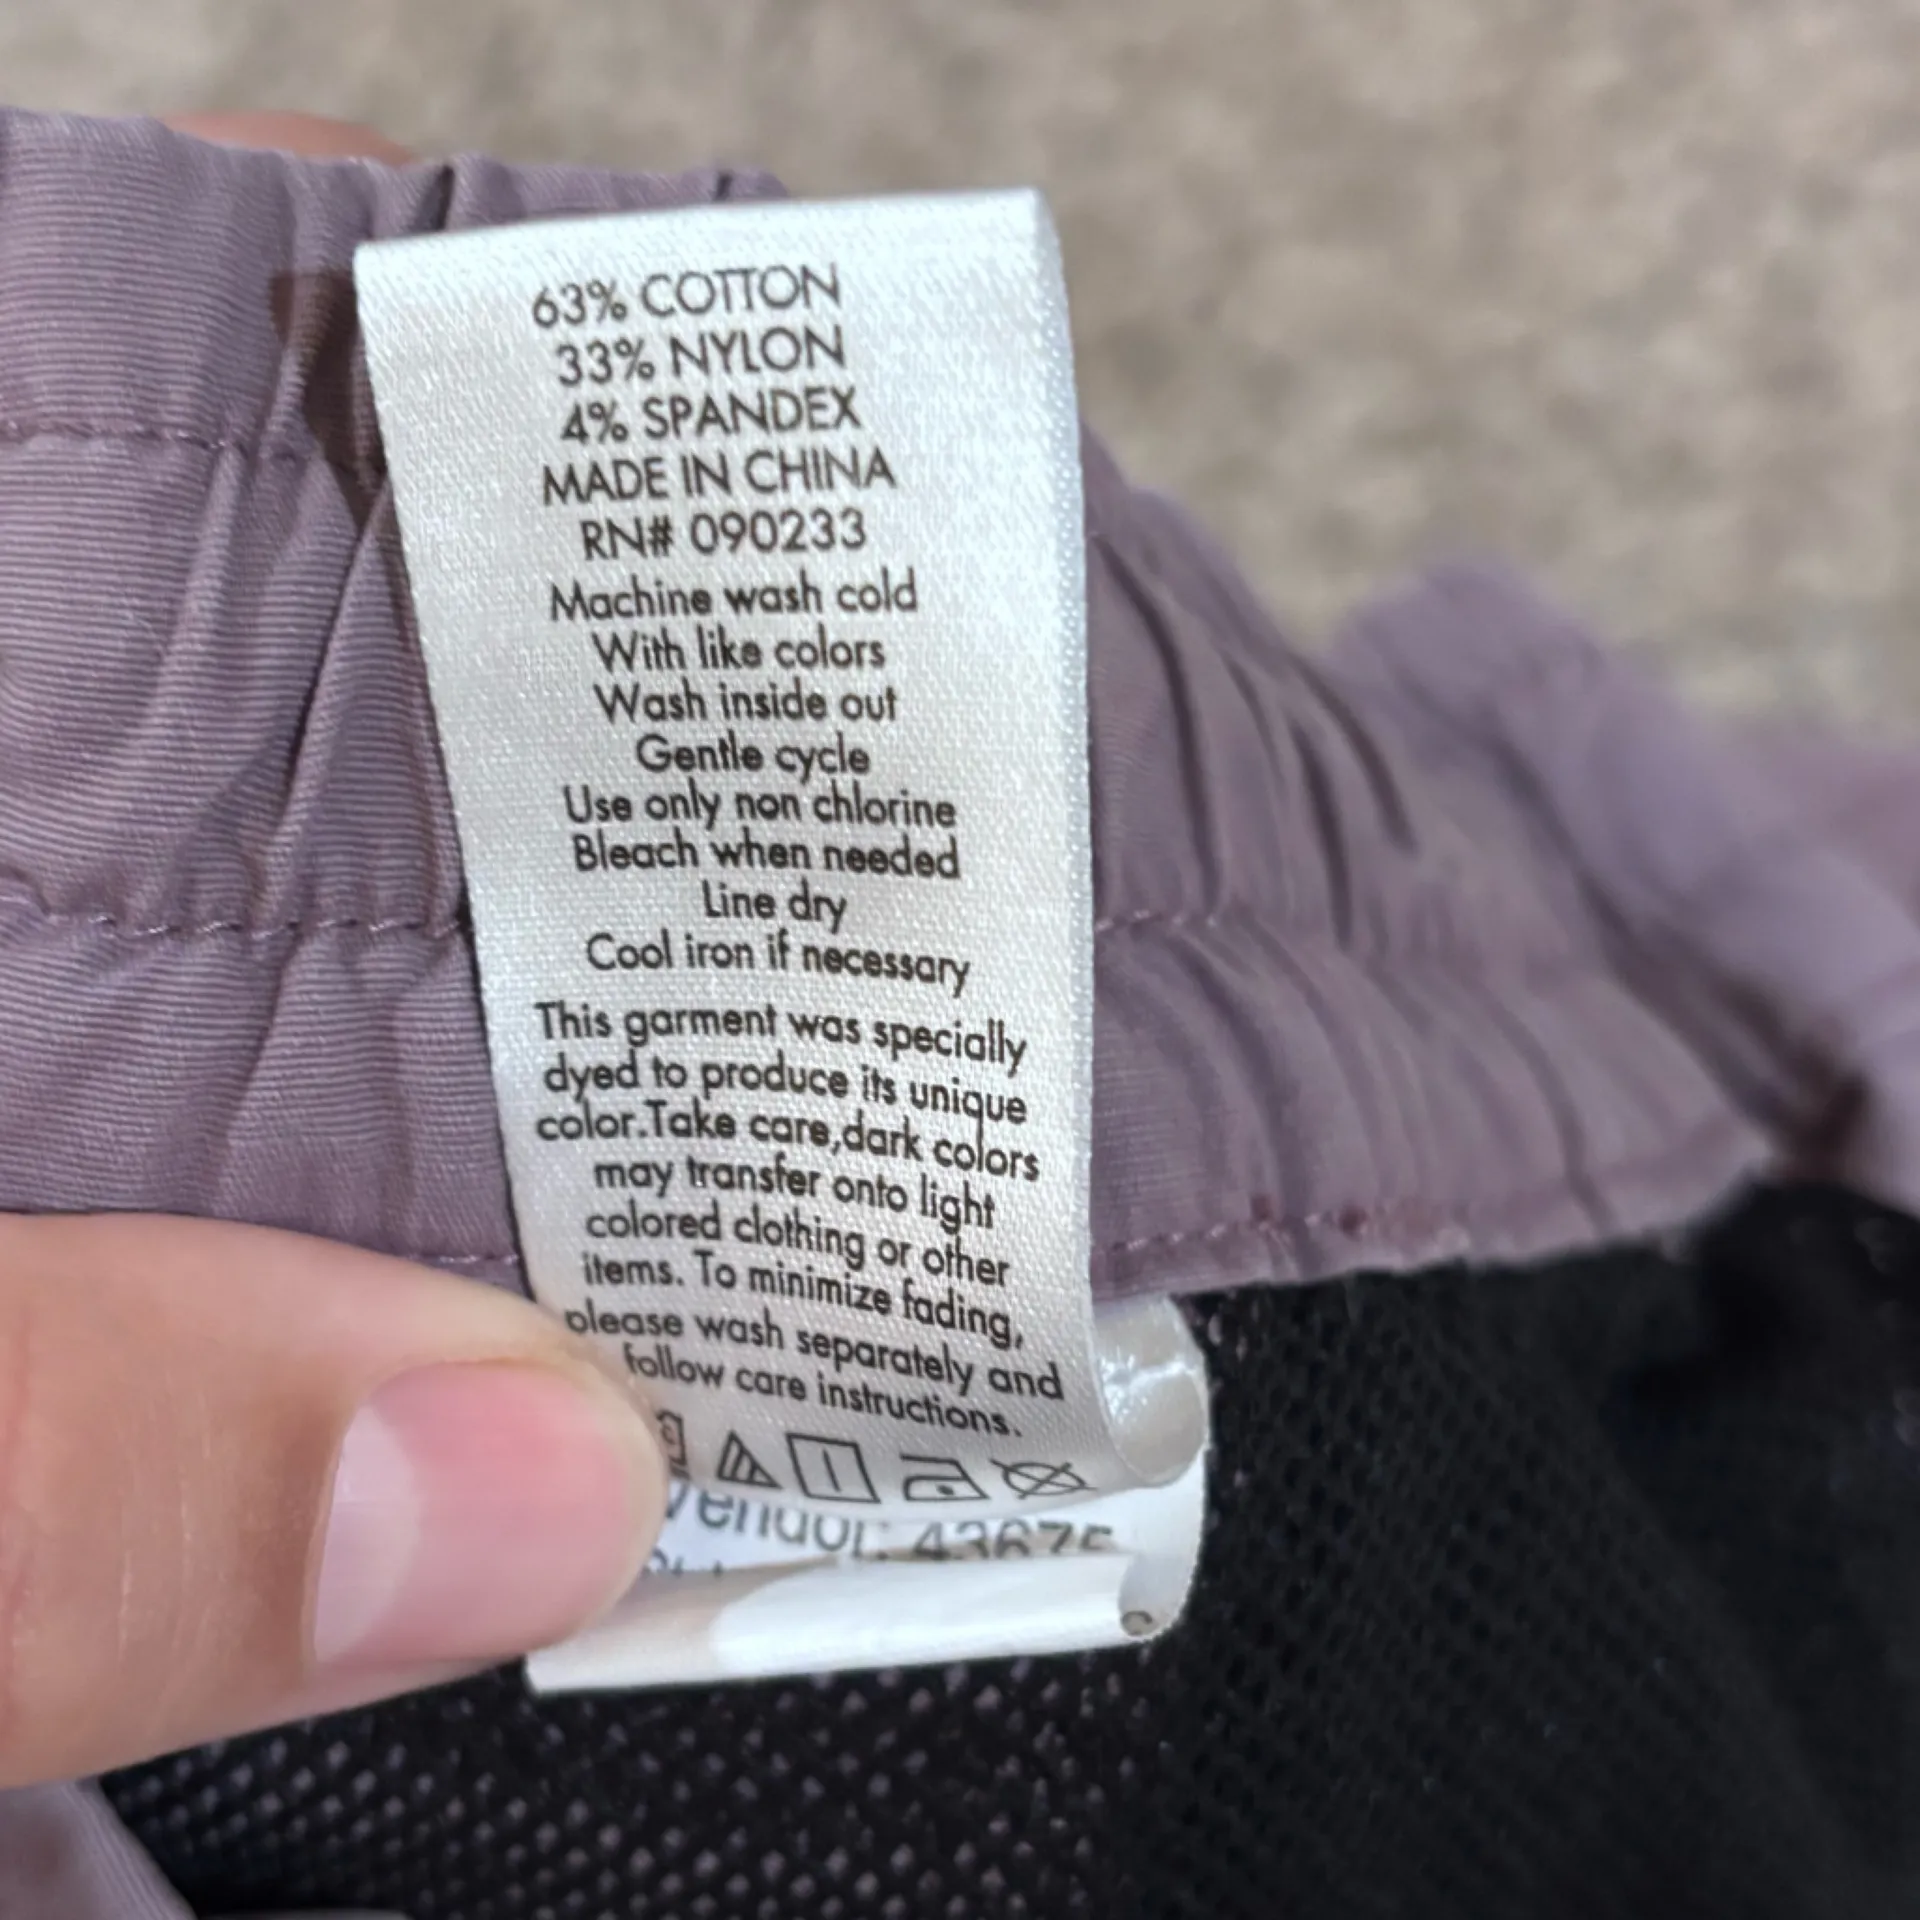 63% COTTON
33% NYLON
4% SPANDEX
MADE IN CHINA
RN# 090233
Machine wash cold
With like colors
Wash inside out
Gentle cycle
Use only non chlorine
Bleach when needed
Line dry
Cool iron if necessary
This garment was specially
dyed to produce its unique
color.Take care,dark colors
may transfer onto light
colored clothing or other
items. To minimize fading,
please wash separately and
follow care instructions.
Vendor: 43675